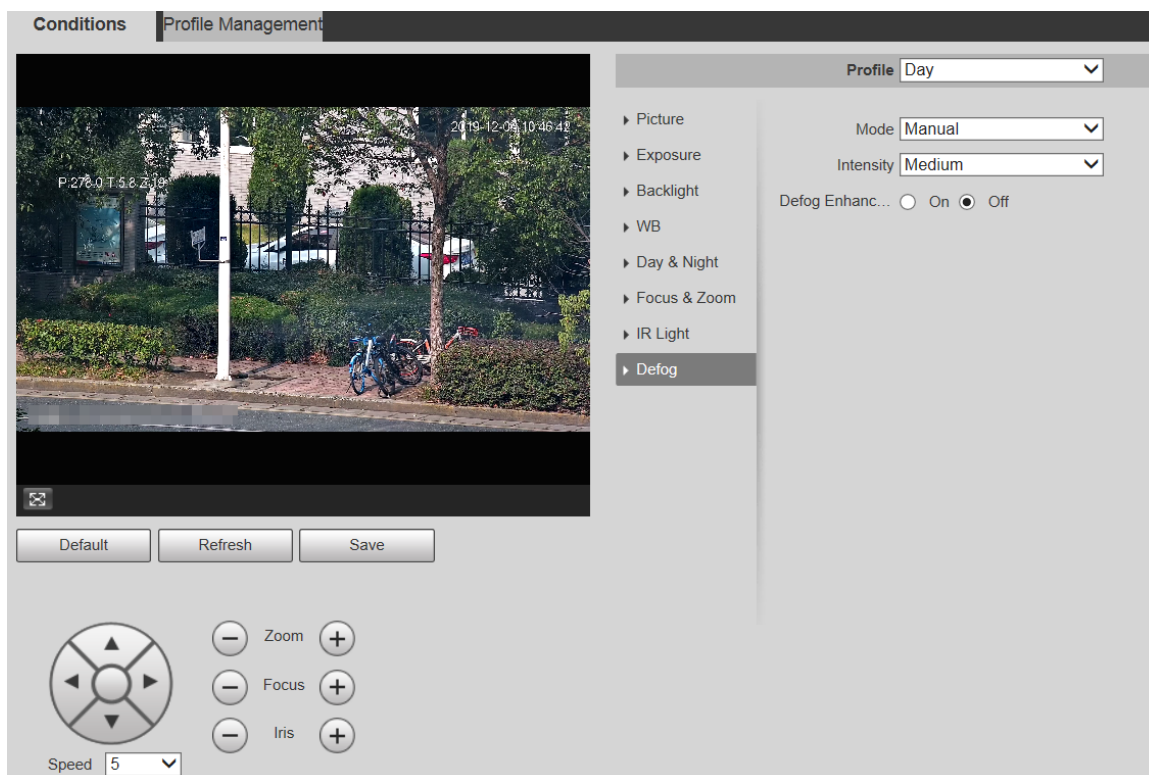 Conditions
Profile Management
Profile Day
2019-12-04 10:46:42
P:278.0 T:5.8 Z:19
Picture
Exposure
Backlight
WB
Day & Night
Focus & Zoom
IR Light
Defog
Mode Manual
Intensity Medium
Defog Enhanc... On Off
Default
Refresh
Save
Zoom
Focus
Iris
Speed 5